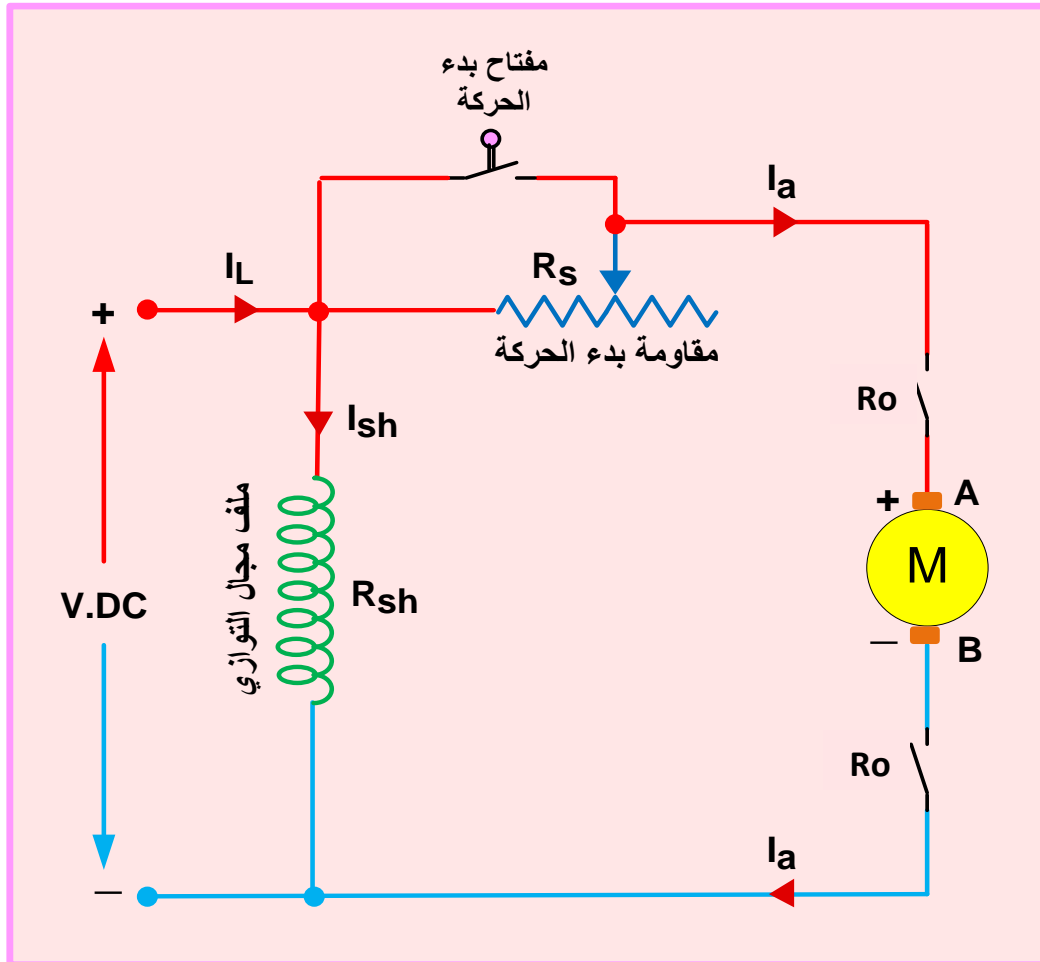 مفتاح بدء
الحركة
Ia
IL
Rs
+
مقاومة بدء الحركة
Ish
Ro
ملف مجال التوازي
Rsh
+
A
M
V.DC
_
B
Ro
Ia
_